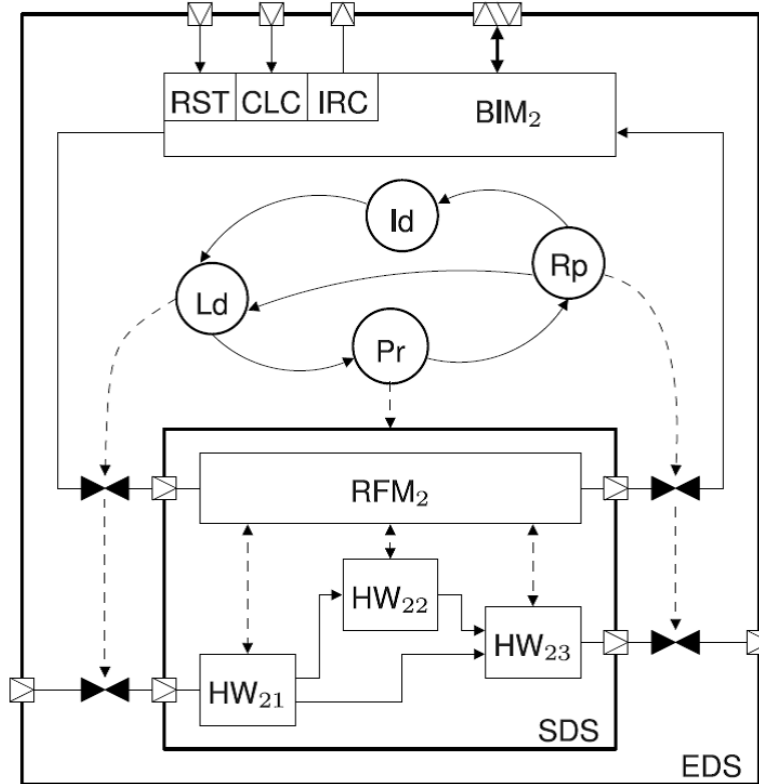 RST CLC IRC
BIM₂
Id
Rp
Ld
Pr
RFM₂
HW₂₂
HW₂₃
HW₂₁
SDS
EDS